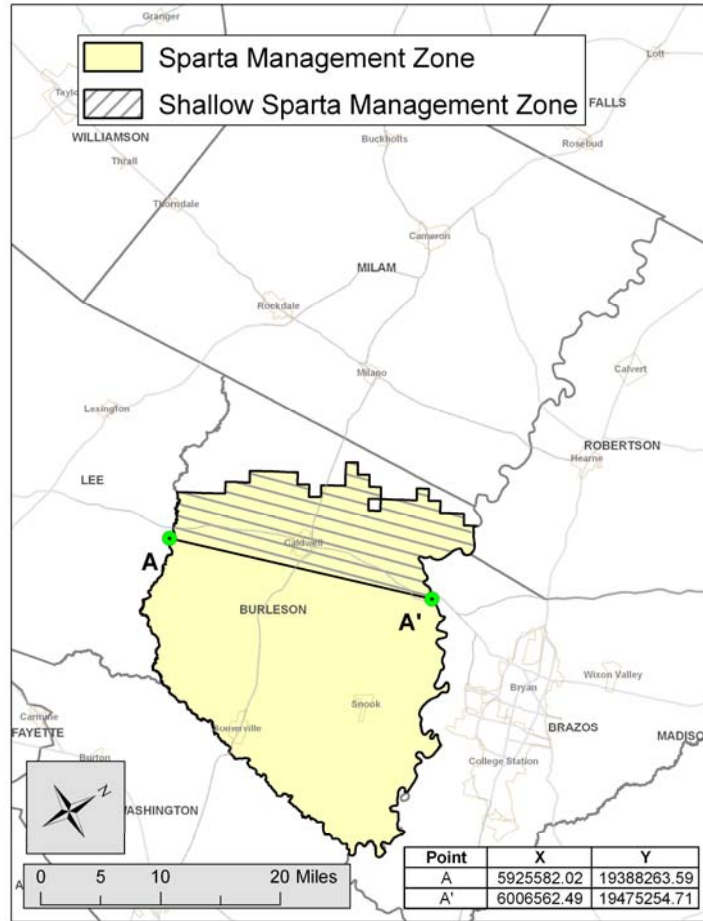 Granger
Sparta Management Zone
Lott
Taylo
Shallow Sparta Management Zone
FALLS
WILLIAMSON
Buckholts
Rosebud
Thrall
Thorndale
Cameron
MILAM
Rockdale
Calvert
Milano
Lexington
ROBERTSON
Hearne
LEE
Caldwell
A
BURLESON
A'
Bryan
Wixon Valley
Snook
Carmine
Somerville
BRAZOS
FAYETTE
MADISO
Burton
College Station
N
WASHINGTON
Point X Y
A 5925582.02 19388263.59
A' 6006562.49 19475254.71
0 5 10 20 Miles
A